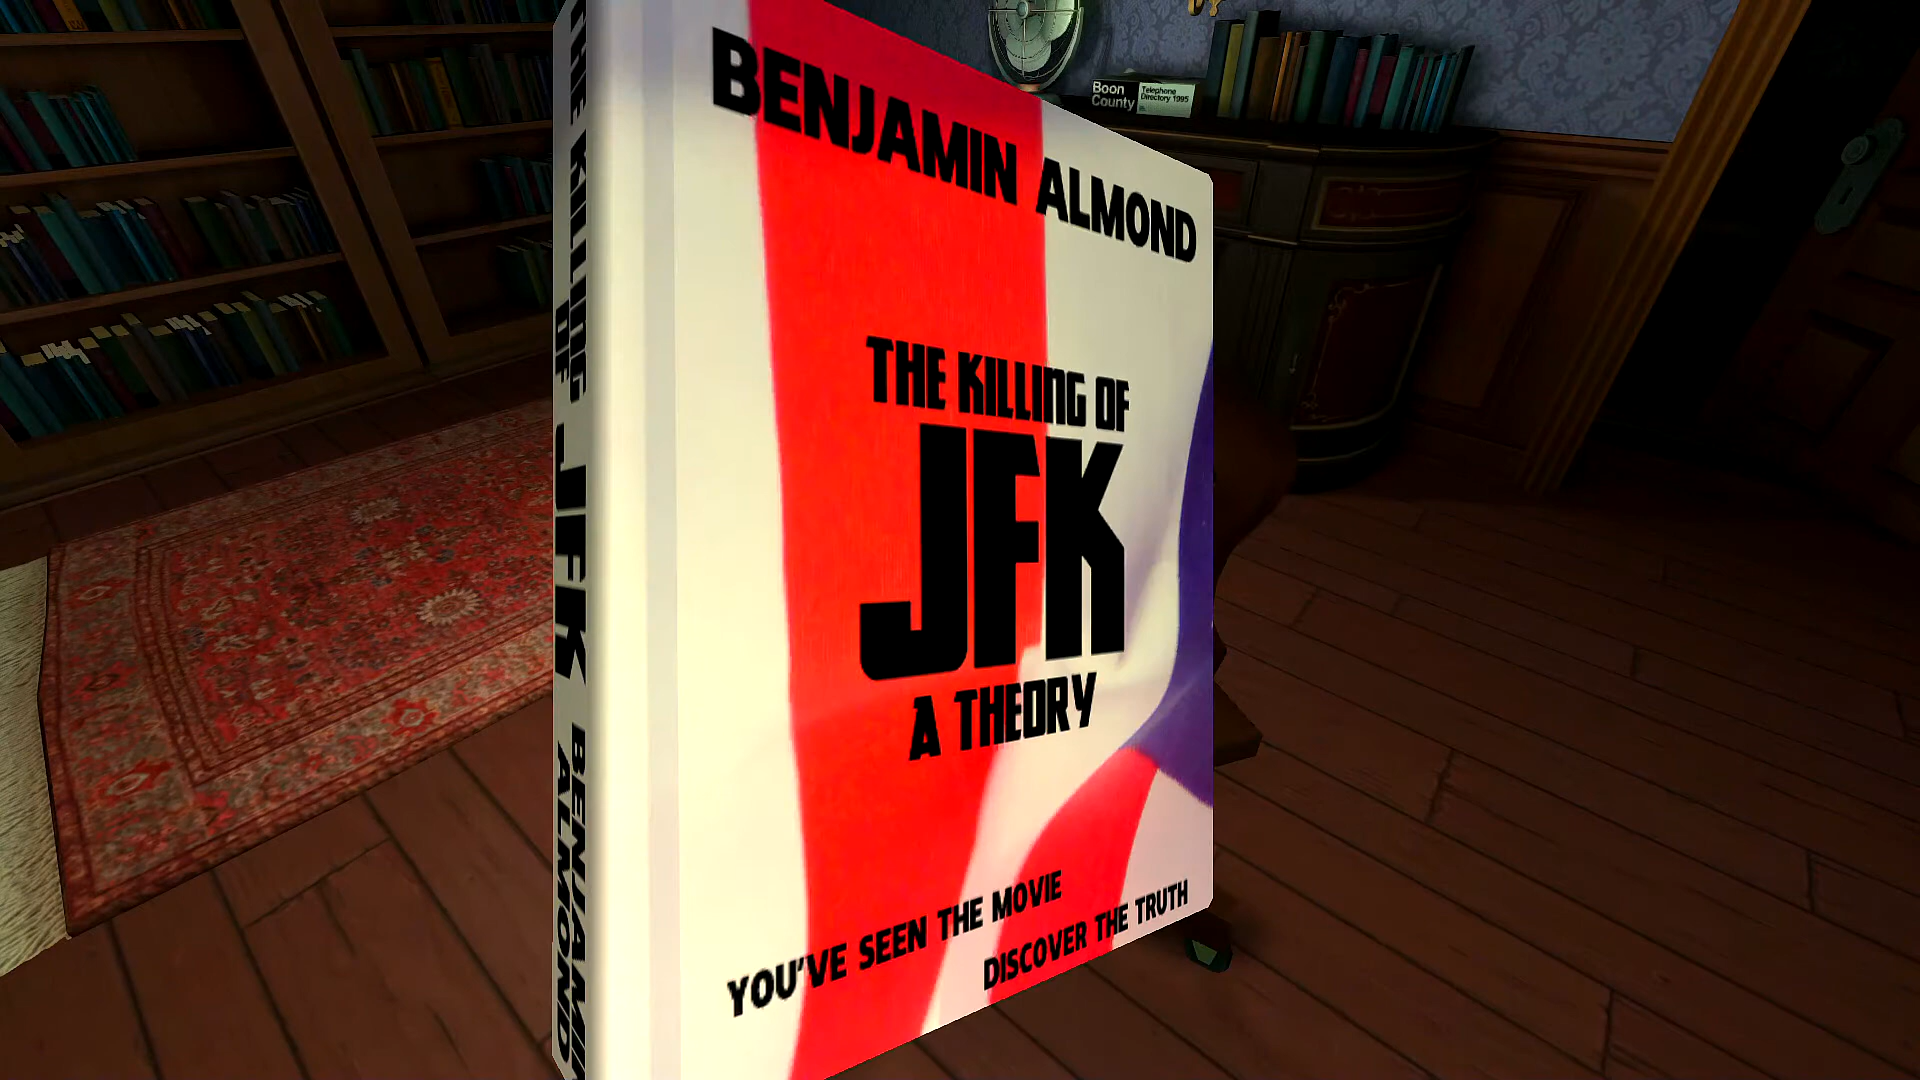 BENJAMIN ALMOND
THE KILLING OF
JFK
A THEORY
YOU'VE SEEN THE MOVIE
DISCOVER THE TRUTH
THE KILLING
OF
JFK
BENJAMIN
ALMOND
Boon
County
Telephone
Directory 1995